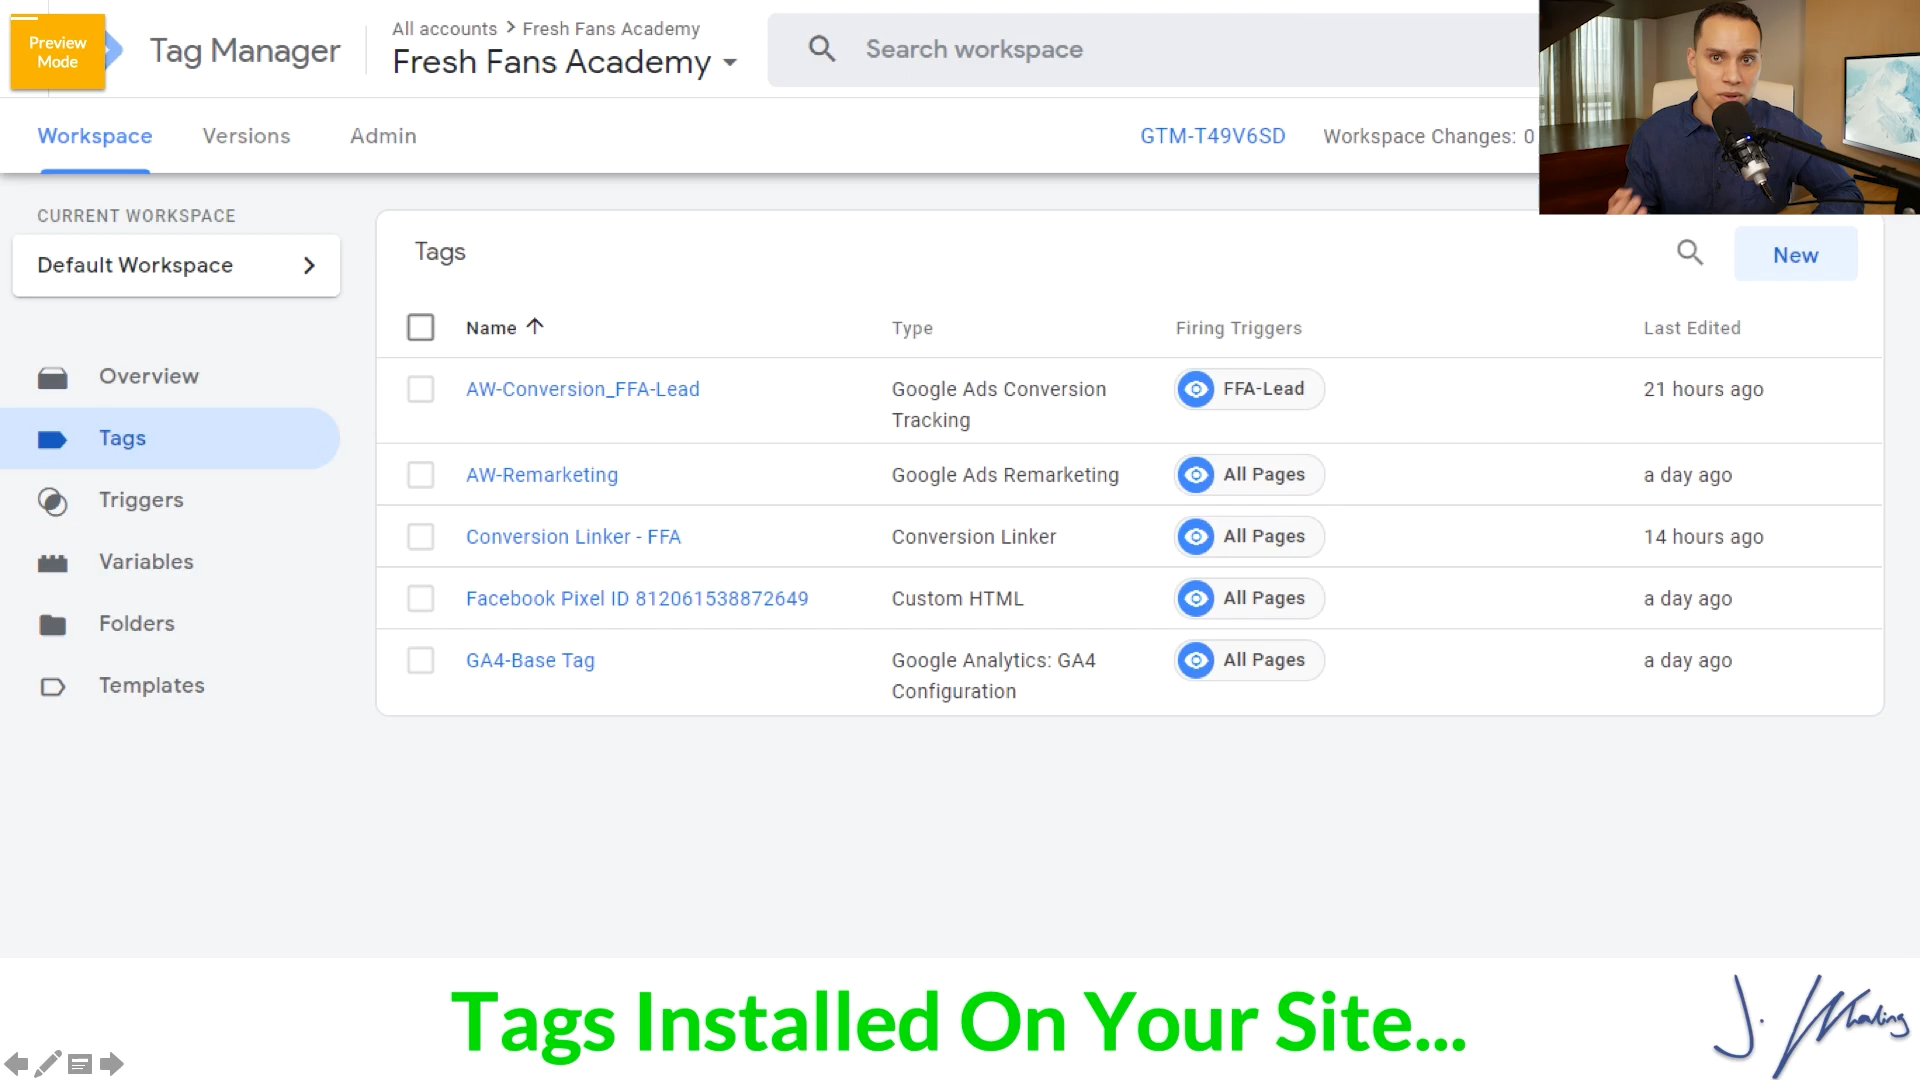 Preview
Mode
Tag Manager
All accounts > Fresh Fans Academy
Fresh Fans Academy
Search workspace
Workspace
Versions
Admin
GTM-T49V6SD
Workspace Changes: 0
CURRENT WORKSPACE
Default Workspace
Overview
Tags
Triggers
Variables
Folders
Templates
Tags
New
Name
Type
Firing Triggers
Last Edited
AW-Conversion_FFA-Lead
Google Ads Conversion
Tracking
FFA-Lead
21 hours ago
AW-Remarketing
Google Ads Remarketing
All Pages
a day ago
Conversion Linker - FFA
Conversion Linker
All Pages
14 hours ago
Facebook Pixel ID 812061538872649
Custom HTML
All Pages
a day ago
GA4-Base Tag
Google Analytics: GA4
Configuration
All Pages
a day ago
Tags Installed On Your Site...